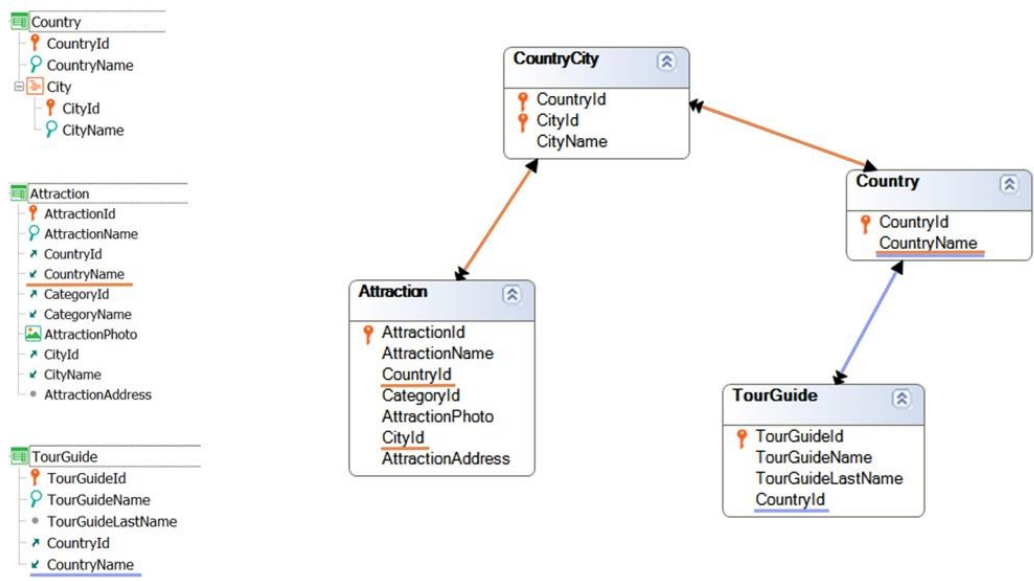 Country
CountryId
CountryName
City
CityId
CityName
Attraction
AttractionId
AttractionName
CountryId
CountryName
CategoryId
CategoryName
AttractionPhoto
CityId
CityName
AttractionAddress
TourGuide
TourGuideId
TourGuideName
TourGuideLastName
CountryId
CountryName
CountryCity
CountryId
CityId
CityName
Country
CountryId
CountryName
Attraction
AttractionId
AttractionName
CountryId
CategoryId
AttractionPhoto
CityId
AttractionAddress
TourGuide
TourGuideId
TourGuideName
TourGuideLastName
CountryId